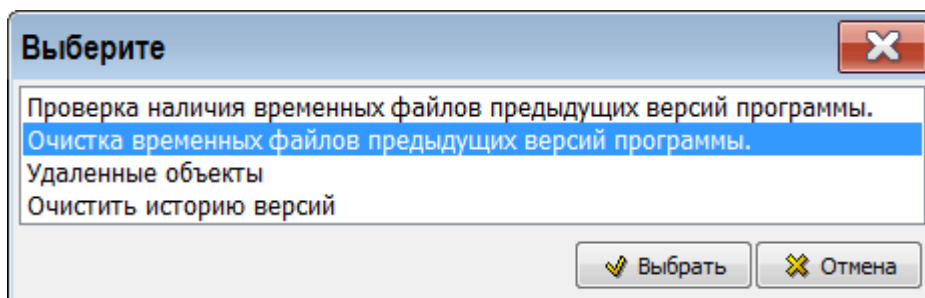 Выберите
Проверка наличия временных файлов предыдущих версий программы.
Очистка временных файлов предыдущих версий программы.
Удаленные объекты
Очистить историю версий
Выбрать Отмена